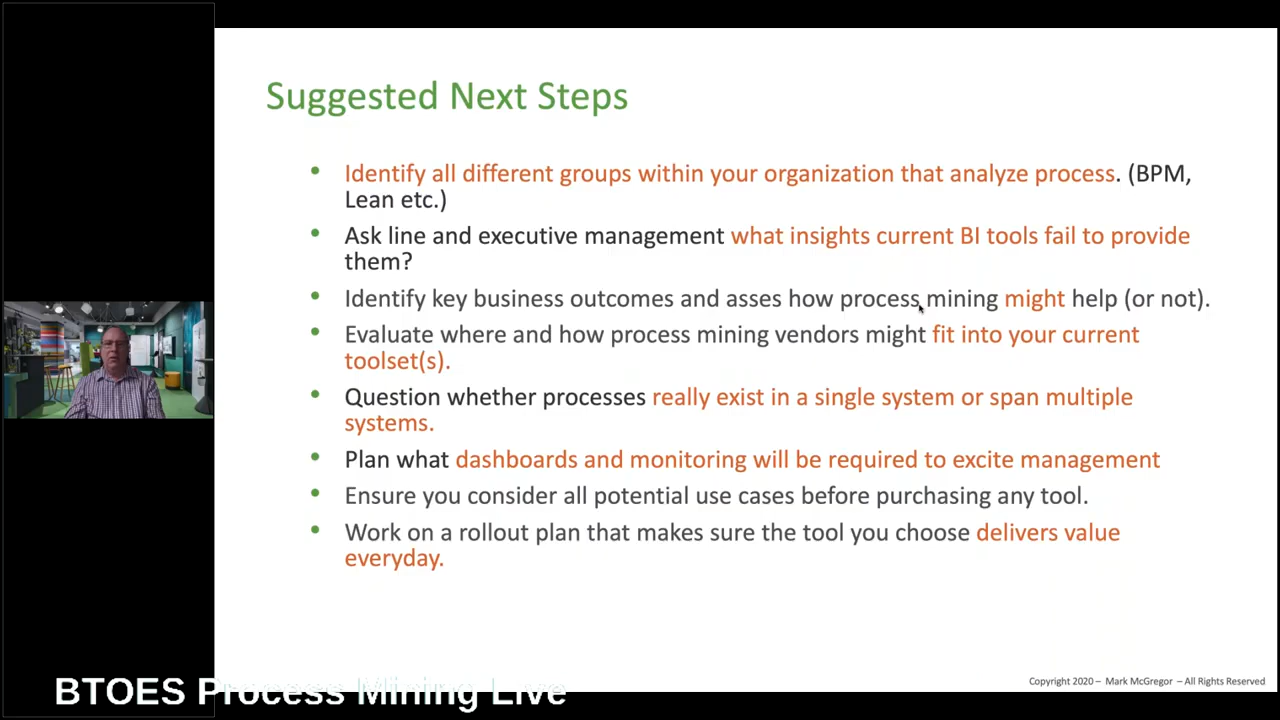 Suggested Next Steps
• Identify all different groups within your organization that analyze process. (BPM,
Lean etc.)
• Ask line and executive management what insights current BI tools fail to provide
them?
• Identify key business outcomes and asses how process mining might help (or not).
• Evaluate where and how process mining vendors might fit into your current
toolset(s).
• Question whether processes really exist in a single system or span multiple
systems.
• Plan what dashboards and monitoring will be required to excite management
• Ensure you consider all potential use cases before purchasing any tool.
• Work on a rollout plan that makes sure the tool you choose delivers value
everyday.
Copyright 2020 – Mark McGregor – All Rights Reserved
BTOES Process Mining Live